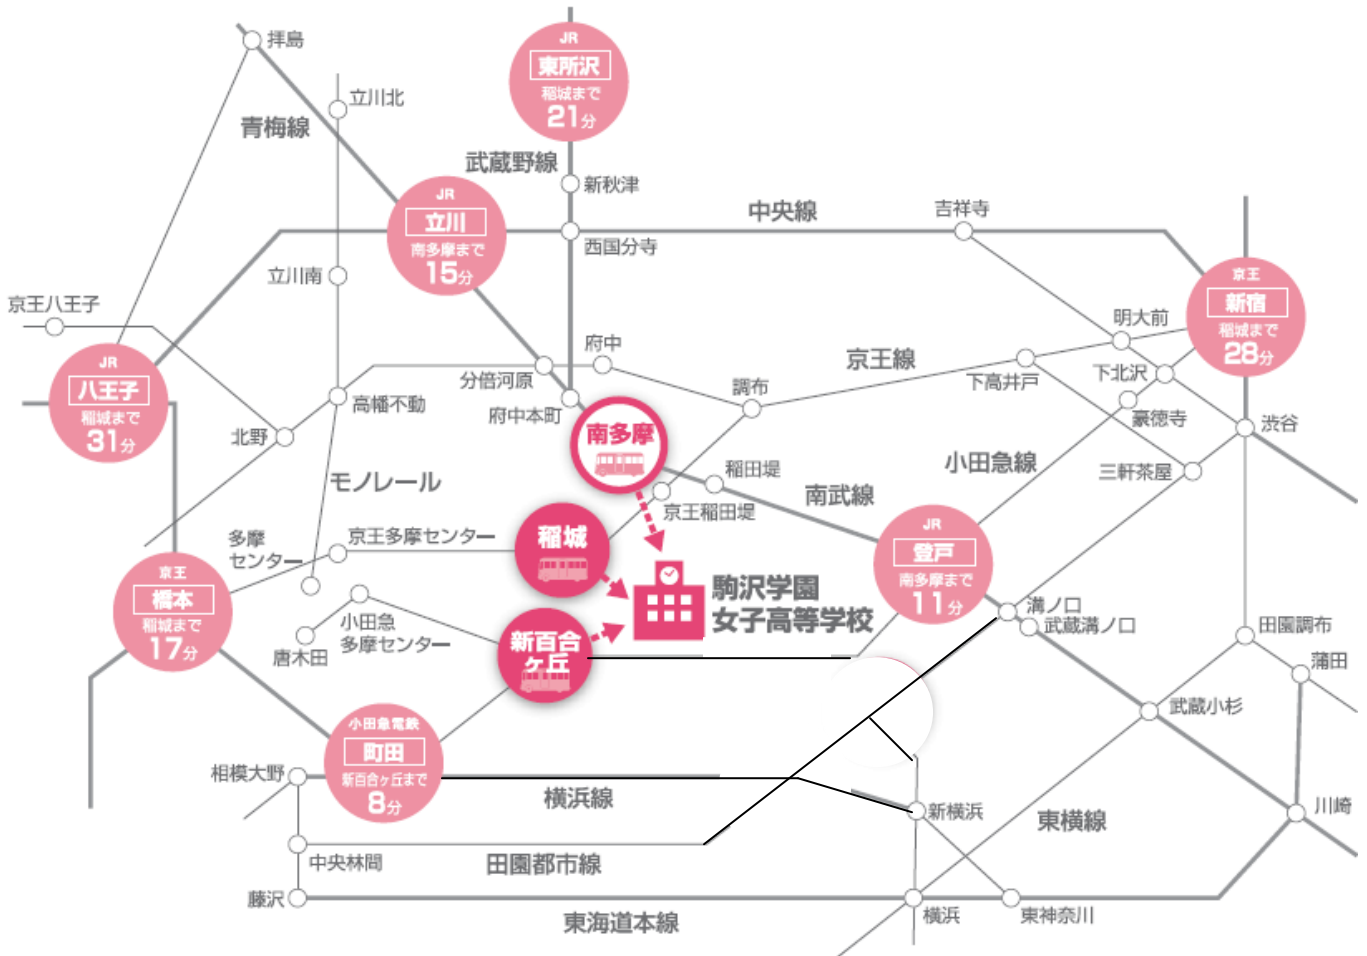 拝島
JR
東所沢
稲城まで
21分
立川北
青梅線
武蔵野線
新秋津
JR
立川
南多摩まで
15分
中央線
吉祥寺
西国分寺
立川南
京王
新宿
稲城まで
28分
京王八王子
明大前
府中
京王線
JR
八王子
稲城まで
31分
分倍河原
下高井戸
下北沢
調布
高幡不動
府中本町
豪徳寺
渋谷
北野
南多摩
小田急線
三軒茶屋
稲田堤
モノレール
南武線
京王稲田堤
稲城
京王多摩センター
多摩
センター
JR
登戸
南多摩まで
11分
京王
橋本
稲城まで
17分
駒沢学園
女子高等学校
溝ノ口
武蔵溝ノ口
小田急
多摩センター
唐木田
新百合
ヶ丘
田園調布
蒲田
武蔵小杉
小田急電鉄
町田
新百合ヶ丘まで
8分
相模大野
横浜線
新横浜
東横線
川崎
中央林間
田園都市線
藤沢
東海道本線
横浜
東神奈川